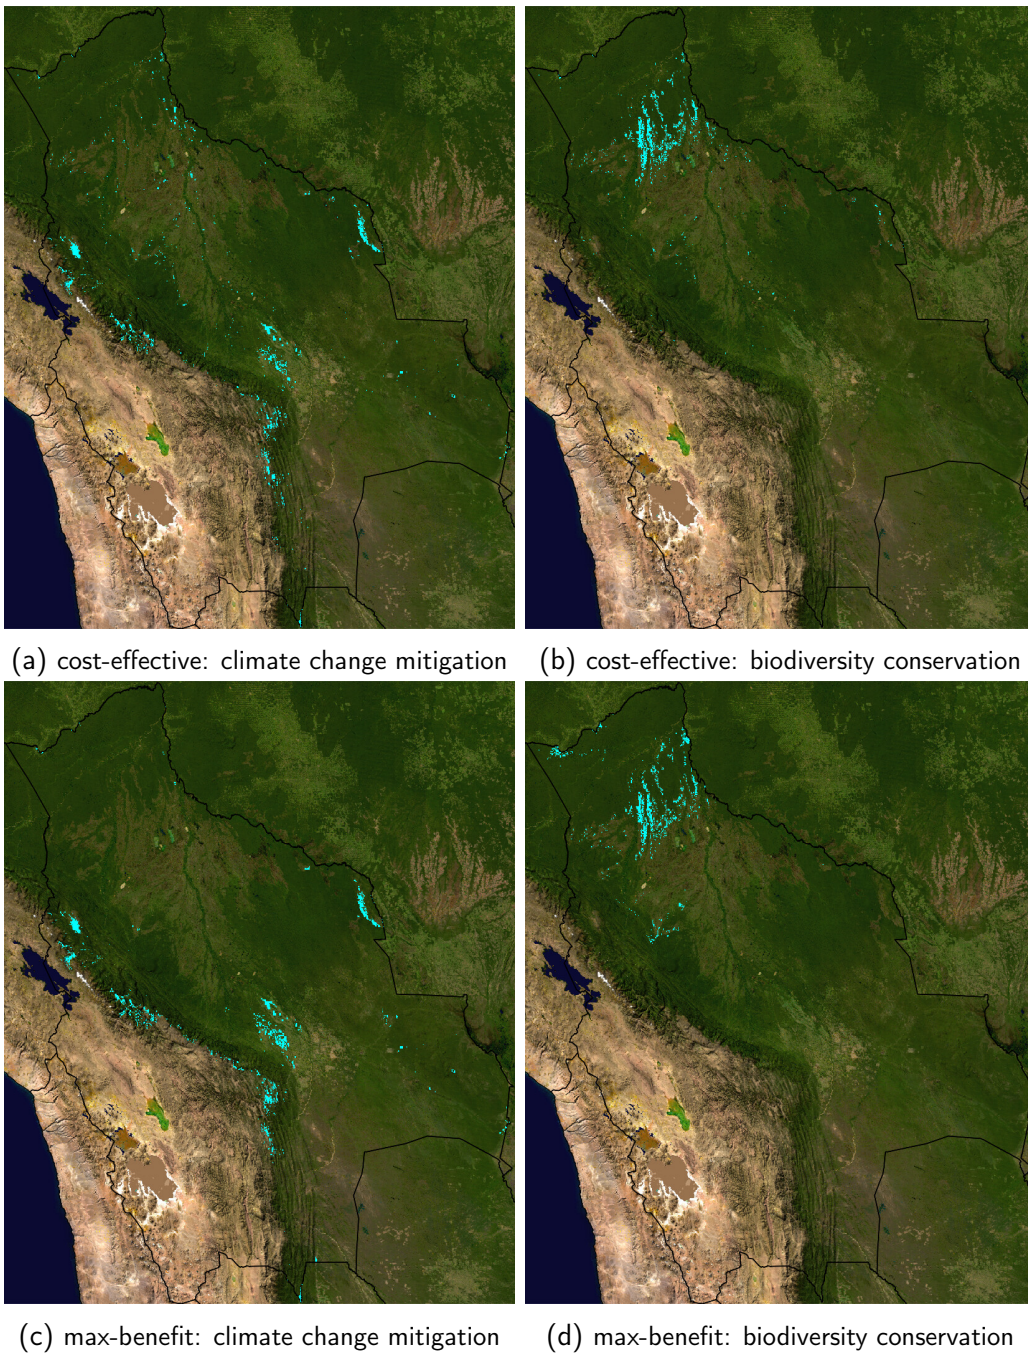 (a) cost-effective: climate change mitigation
(b) cost-effective: biodiversity conservation
(c) max-benefit: climate change mitigation
(d) max-benefit: biodiversity conservation